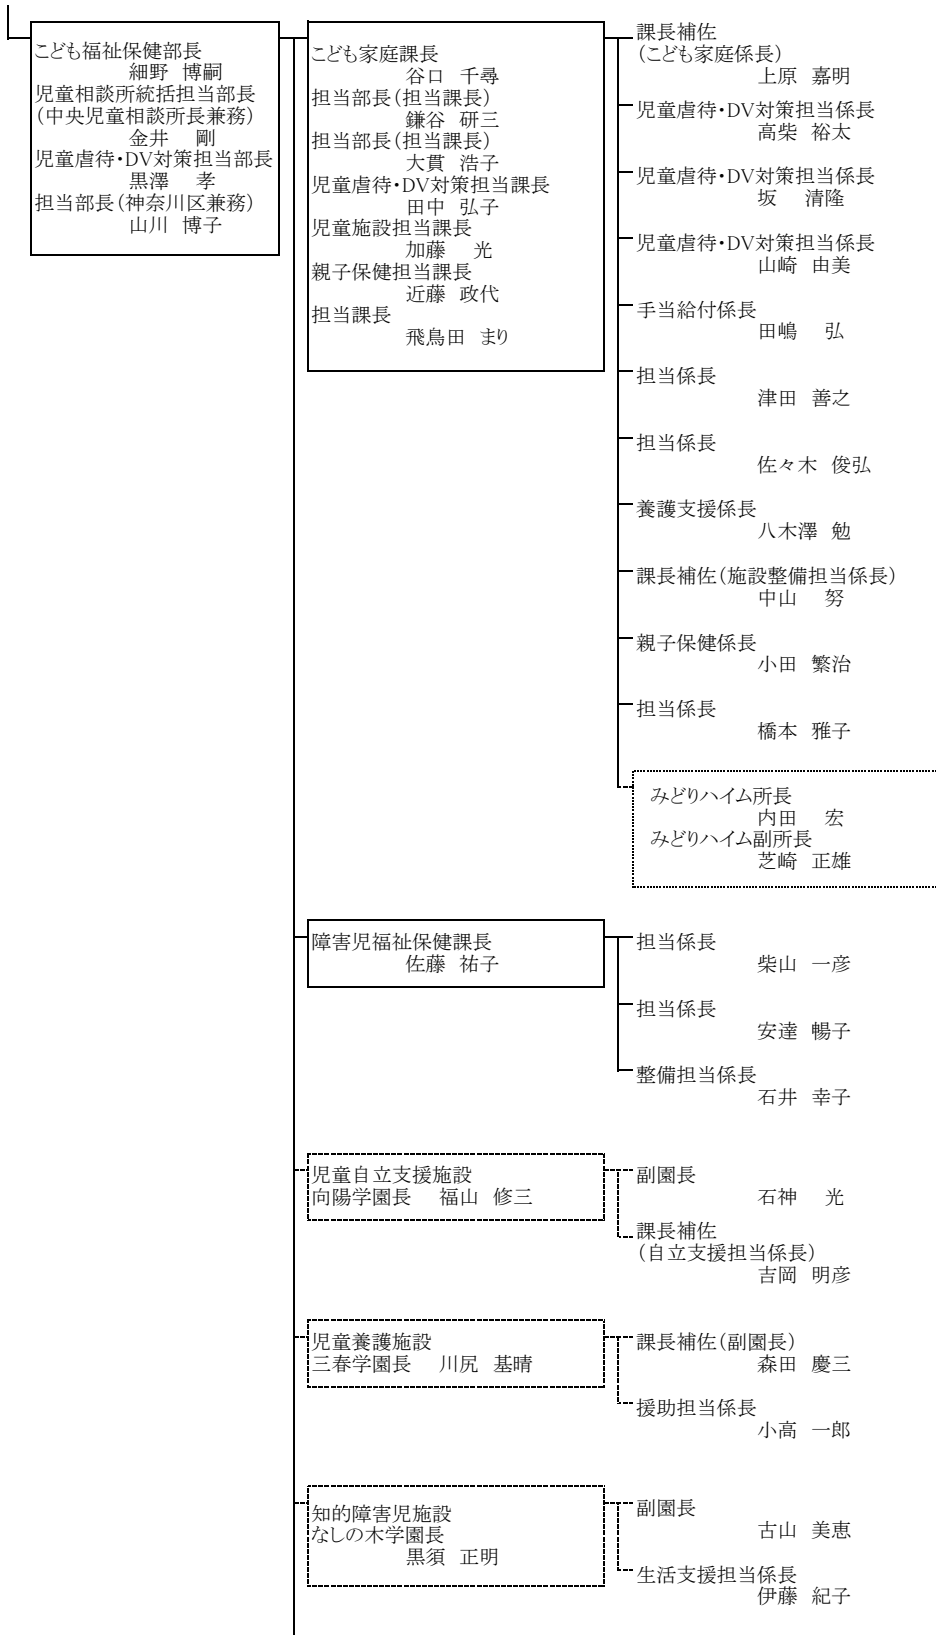 こども福祉保健部長
細野　博嗣
児童相談所統括担当部長
(中央児童相談所長兼務)
金井　剛
児童虐待・DV対策担当部長
黒澤　孝
担当部長(神奈川区兼務)
山川　博子
こども家庭課長
谷口　千尋
担当部長(担当課長)
鎌谷　研三
担当部長(担当課長)
大貫　浩子
児童虐待・DV対策担当課長
田中　弘子
児童施設担当課長
加藤　光
親子保健担当課長
近藤　政代
担当課長
飛鳥田　まり
課長補佐
(こども家庭係長)
上原　嘉明
児童虐待・DV対策担当係長
高柴　裕太
児童虐待・DV対策担当係長
坂　清隆
児童虐待・DV対策担当係長
山崎　由美
手当給付係長
田嶋　弘
担当係長
津田　善之
担当係長
佐々木　俊弘
養護支援係長
八木澤　勉
課長補佐(施設整備担当係長)
中山　努
親子保健係長
小田　繁治
担当係長
橋本　雅子
みどりハイム所長
内田　宏
みどりハイム副所長
芝崎　正雄
障害児福祉保健課長
佐藤　祐子
担当係長
柴山　一彦
担当係長
安達　暢子
整備担当係長
石井　幸子
児童自立支援施設
向陽学園長　福山　修三
副園長
石神　光
課長補佐
(自立支援担当係長)
吉岡　明彦
児童養護施設
三春学園長　川尻　基晴
課長補佐(副園長)
森田　慶三
援助担当係長
小高　一郎
知的障害児施設
なしの木学園長
黒須　正明
副園長
古山　美恵
生活支援担当係長
伊藤　紀子